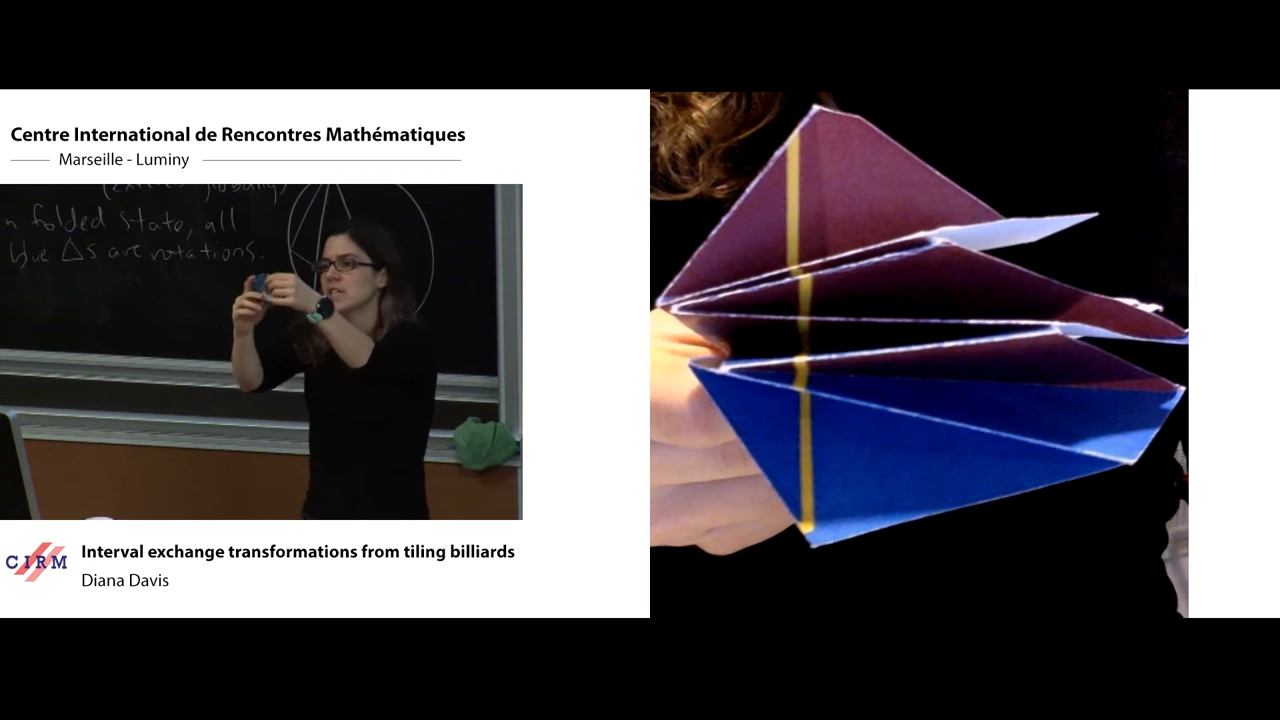 Centre International de Rencontres Mathématiques
Marseille - Luminy
n folded state, all
blue Δs are rotations.
CIRM
Interval exchange transformations from tiling billiards
Diana Davis